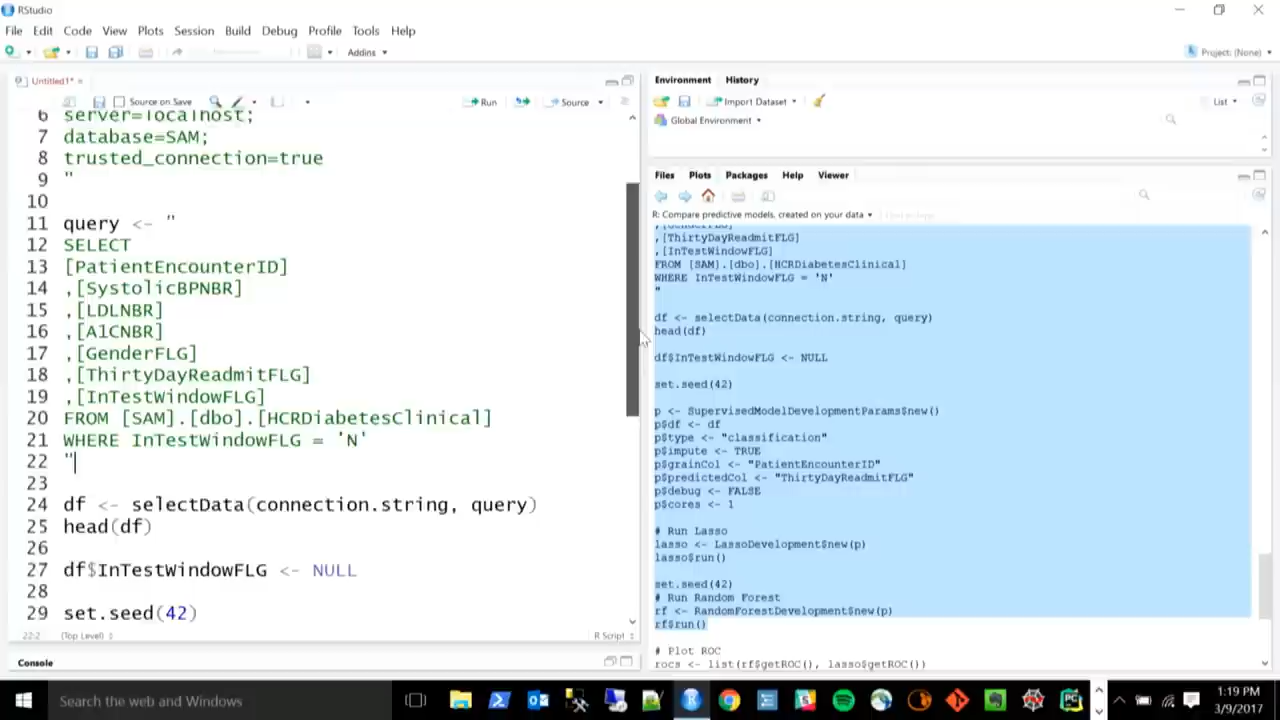 RStudio
File Edit Code View Plots Session Build Debug Profile Tools Help
Addins
Project: (None)
Untitled1* ×
Source on Save
Run
Source
6 server=localhost;
7 database=SAM;
8 trusted_connection=true
9 "
10
11 query <- "
12 SELECT
13 [PatientEncounterID]
14 ,[SystolicBPNBR]
15 ,[LDLNBR]
16 ,[A1CNBR]
17 ,[GenderFLG]
18 ,[ThirtyDayReadmitFLG]
19 ,[InTestWindowFLG]
20 FROM [SAM].[dbo].[HCRDiabetesClinical]
21 WHERE InTestWindowFLG = 'N'
22 "
23
24 df <- selectData(connection.string, query)
25 head(df)
26
27 df$InTestWindowFLG <- NULL
28
29 set.seed(42)
22:2 (Top Level) R Script
Console
Environment History
Import Dataset
List
Global Environment
Files Plots Packages Help Viewer
R: Compare predictive models, created on your data
,[GenderFLG]
,[ThirtyDayReadmitFLG]
,[InTestWindowFLG]
FROM [SAM].[dbo].[HCRDiabetesClinical]
WHERE InTestWindowFLG = 'N'
"
df <- selectData(connection.string, query)
head(df)
df$InTestWindowFLG <- NULL
set.seed(42)
p <- SupervisedModelDevelopmentParams$new()
p$df <- df
p$type <- "classification"
p$impute <- TRUE
p$grainCol <- "PatientEncounterID"
p$predictedCol <- "ThirtyDayReadmitFLG"
p$debug <- FALSE
p$cores <- 1
# Run Lasso
lasso <- LassoDevelopment$new(p)
lasso$run()
set.seed(42)
# Run Random Forest
rf <- RandomForestDevelopment$new(p)
rf$run()
# Plot ROC
rocs <- list(rf$getROC(), lasso$getROC())
Search the web and Windows
1:19 PM
3/9/2017